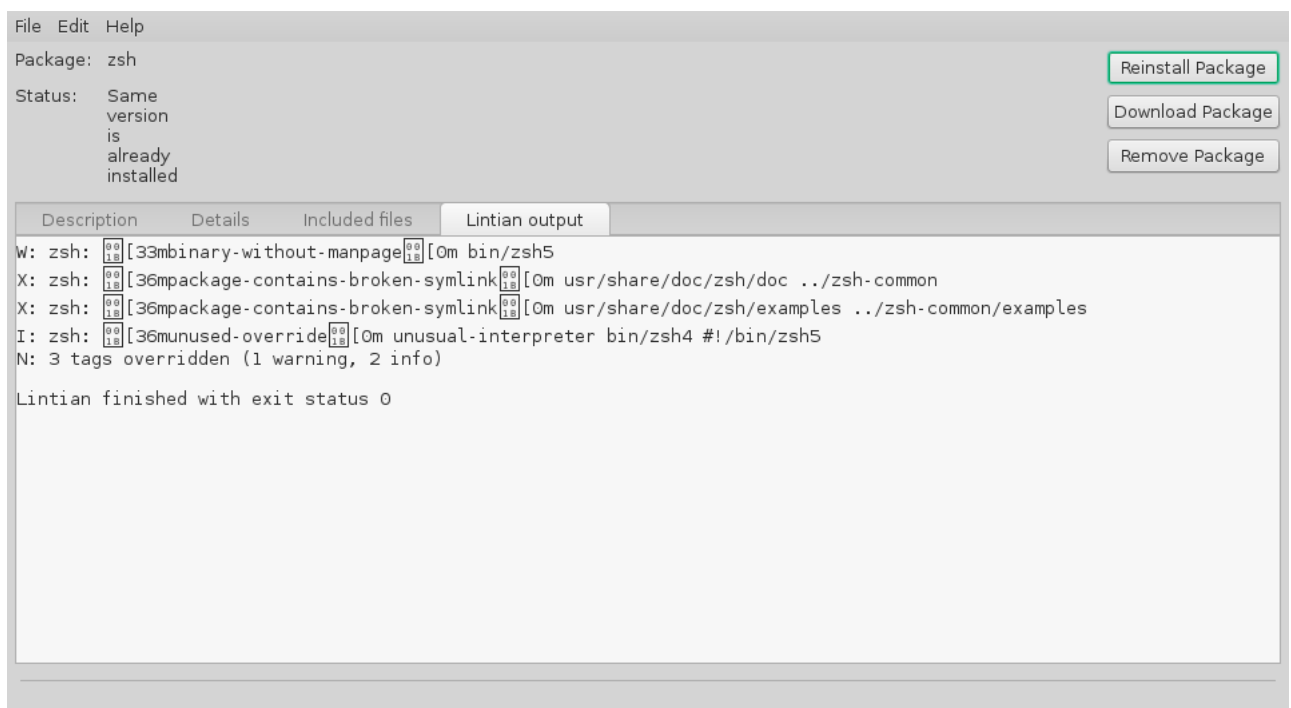 File Edit Help
Package: zsh
Reinstall Package
Status: Same
version
is
already
installed
Download Package
Remove Package
Description Details Included files Lintian output
W: zsh: [33mbinary-without-manpage[0m bin/zsh5
X: zsh: [36mpackage-contains-broken-symlink[0m usr/share/doc/zsh/doc ../zsh-common
X: zsh: [36mpackage-contains-broken-symlink[0m usr/share/doc/zsh/examples ../zsh-common/examples
I: zsh: [36munused-override[0m unusual-interpreter bin/zsh4 #!/bin/zsh5
N: 3 tags overridden (1 warning, 2 info)
Lintian finished with exit status 0